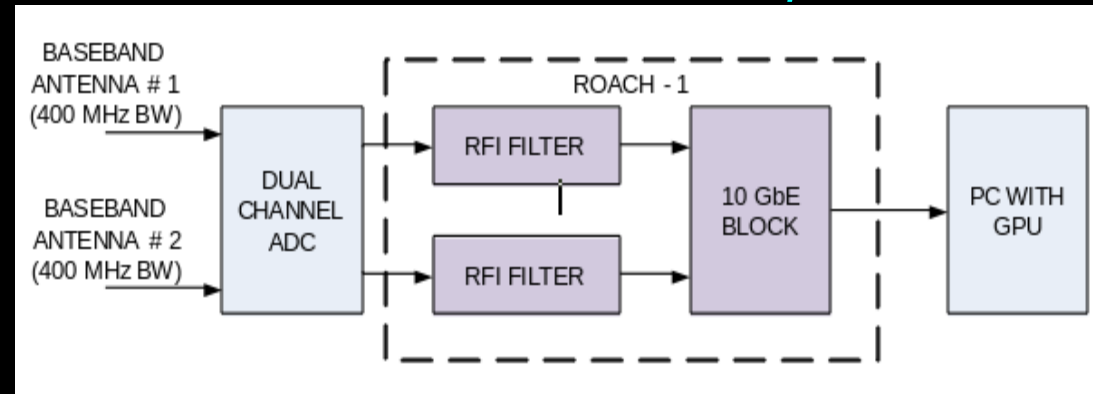 BASEBAND
ANTENNA # 1
(400 MHz BW)
BASEBAND
ANTENNA # 2
(400 MHz BW)
DUAL
CHANNEL
ADC
ROACH - 1
RFI FILTER
RFI FILTER
10 GbE
BLOCK
PC WITH
GPU